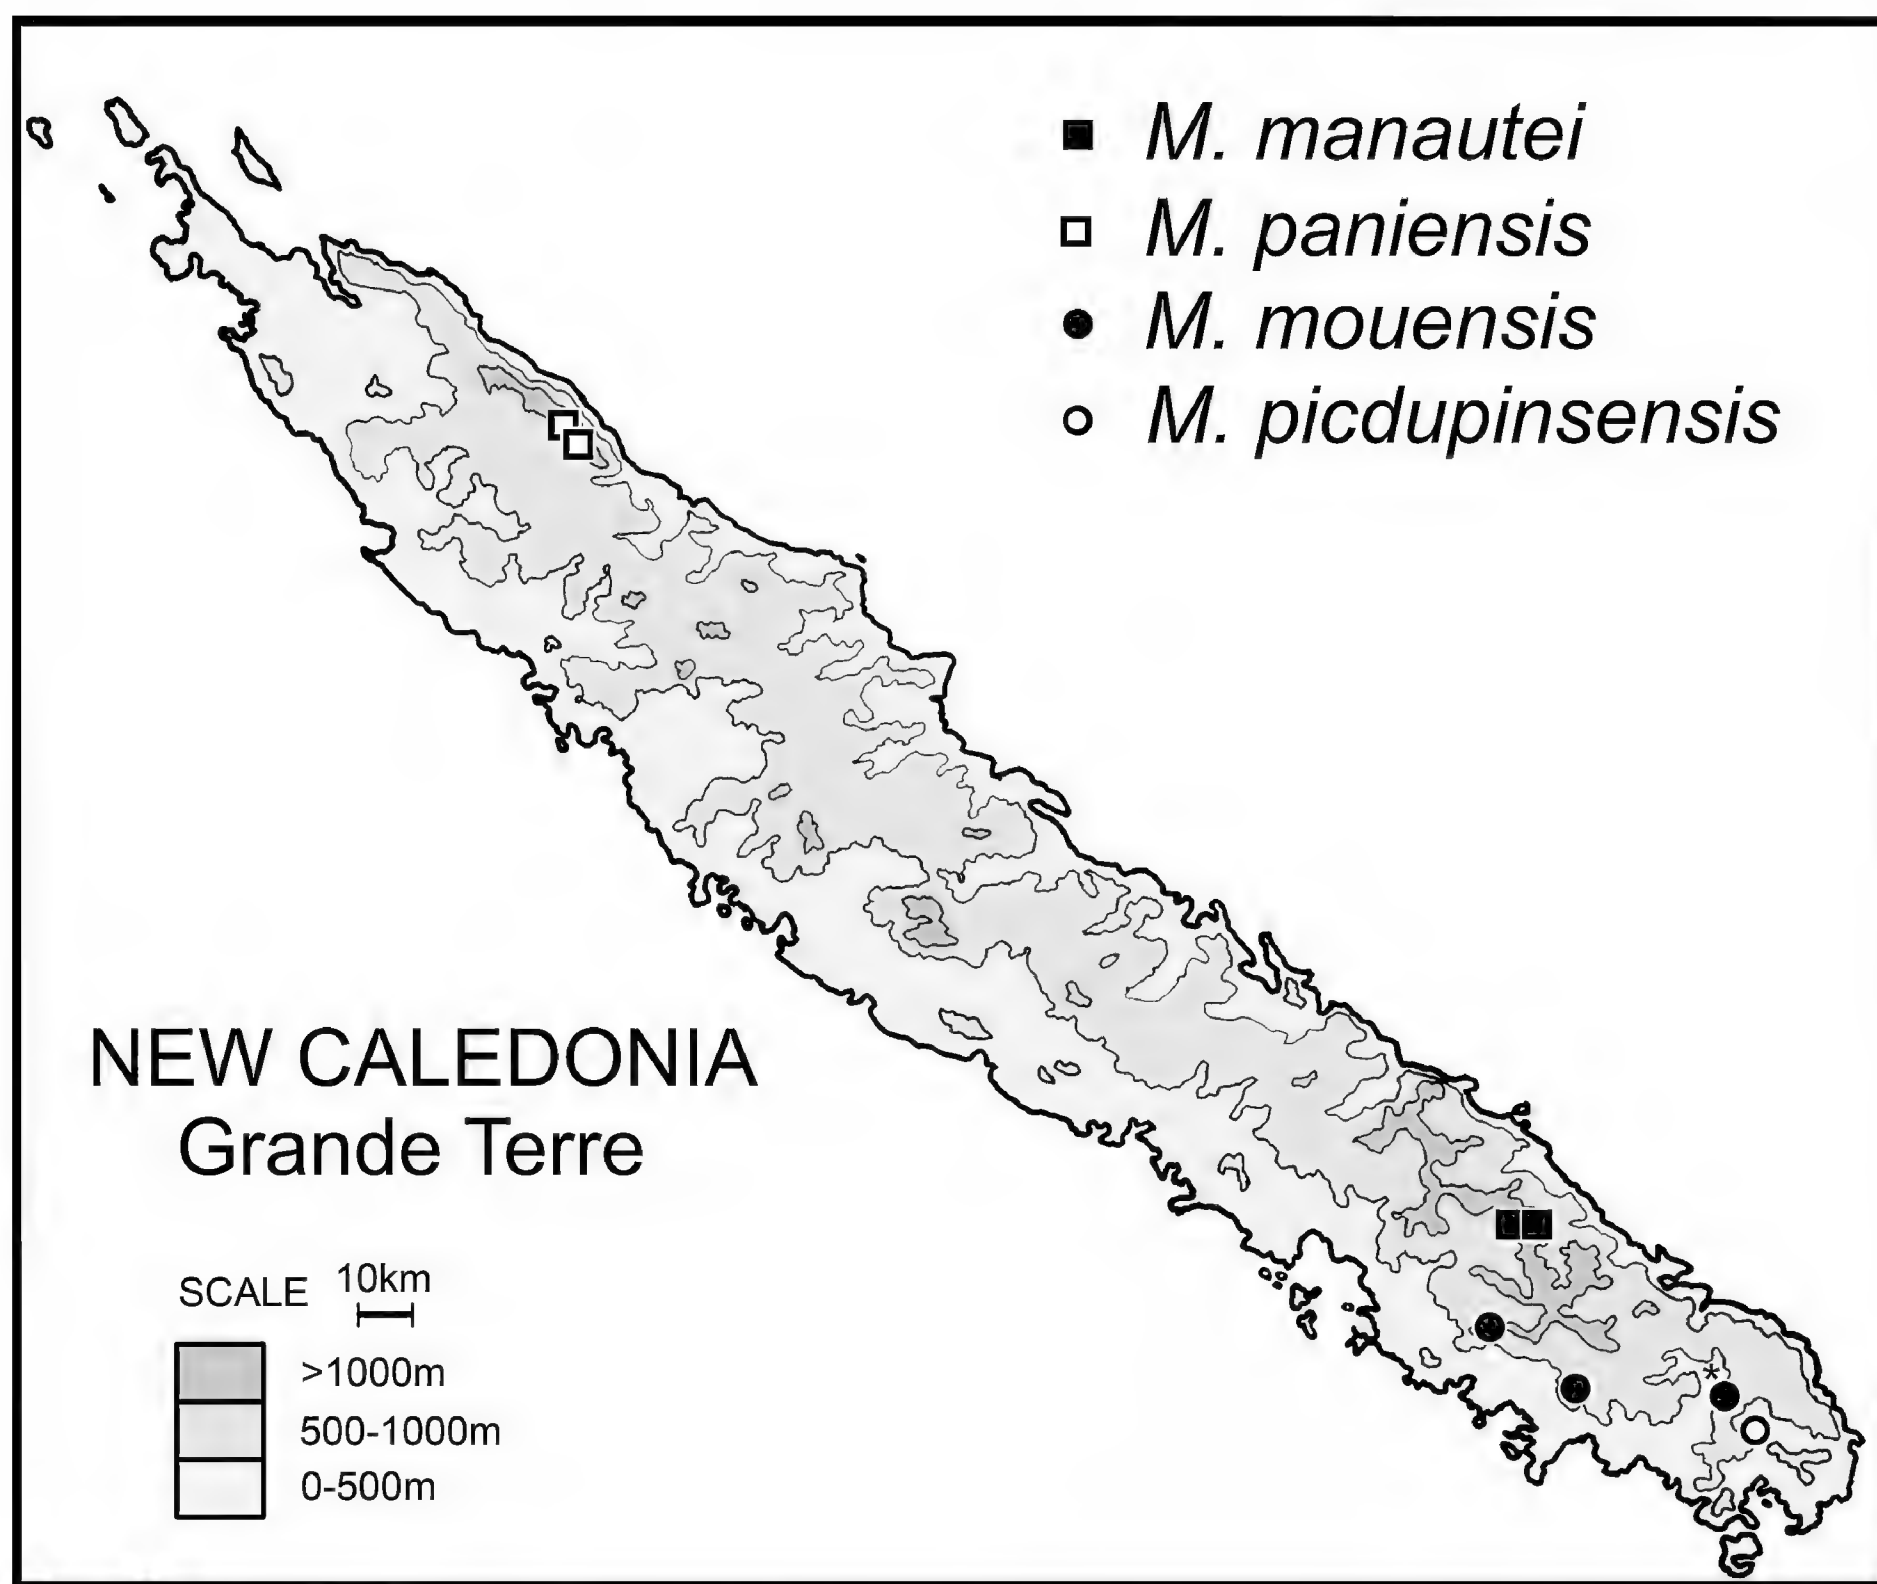 M. manautei
M. paniensis
M. mouensis
M. picdupinsensis
NEW CALEDONIA
Grande Terre
SCALE 10km
>1000m
500-1000m
0-500m
*